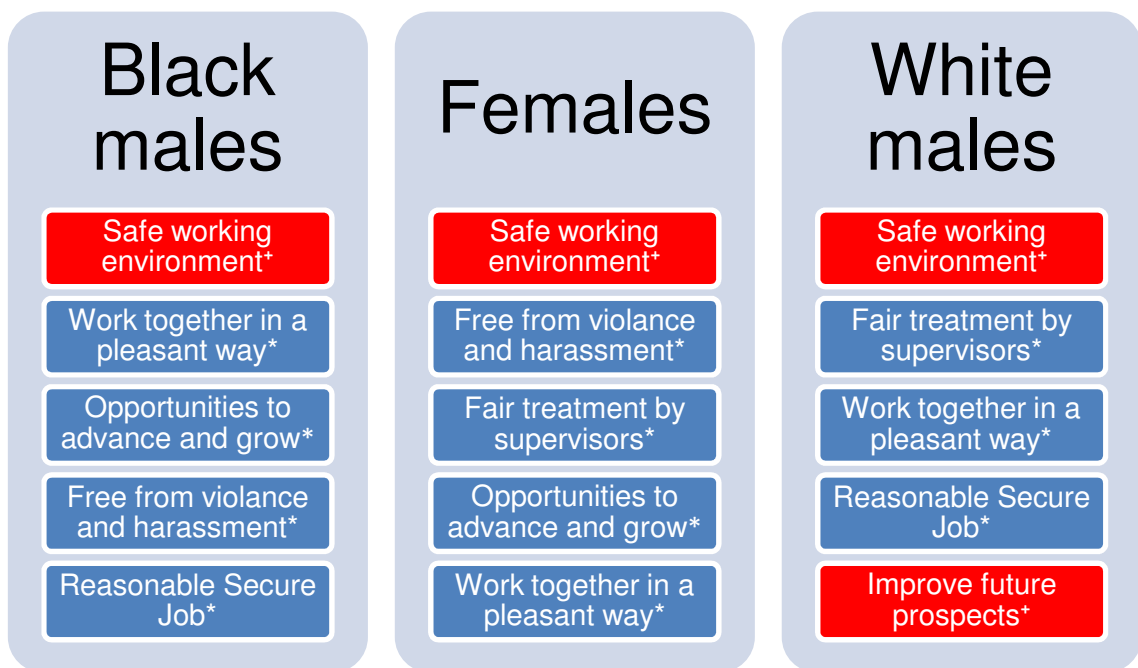 Black
males
Safe working
environment⁺
Work together in a
pleasant way*
Opportunities to
advance and grow*
Free from violance
and harassment*
Reasonable Secure
Job*
Females
Safe working
environment⁺
Free from violance
and harassment*
Fair treatment by
supervisors*
Opportunities to
advance and grow*
Work together in a
pleasant way*
White
males
Safe working
environment⁺
Fair treatment by
supervisors*
Work together in a
pleasant way*
Reasonable Secure
Job*
Improve future
prospects⁺